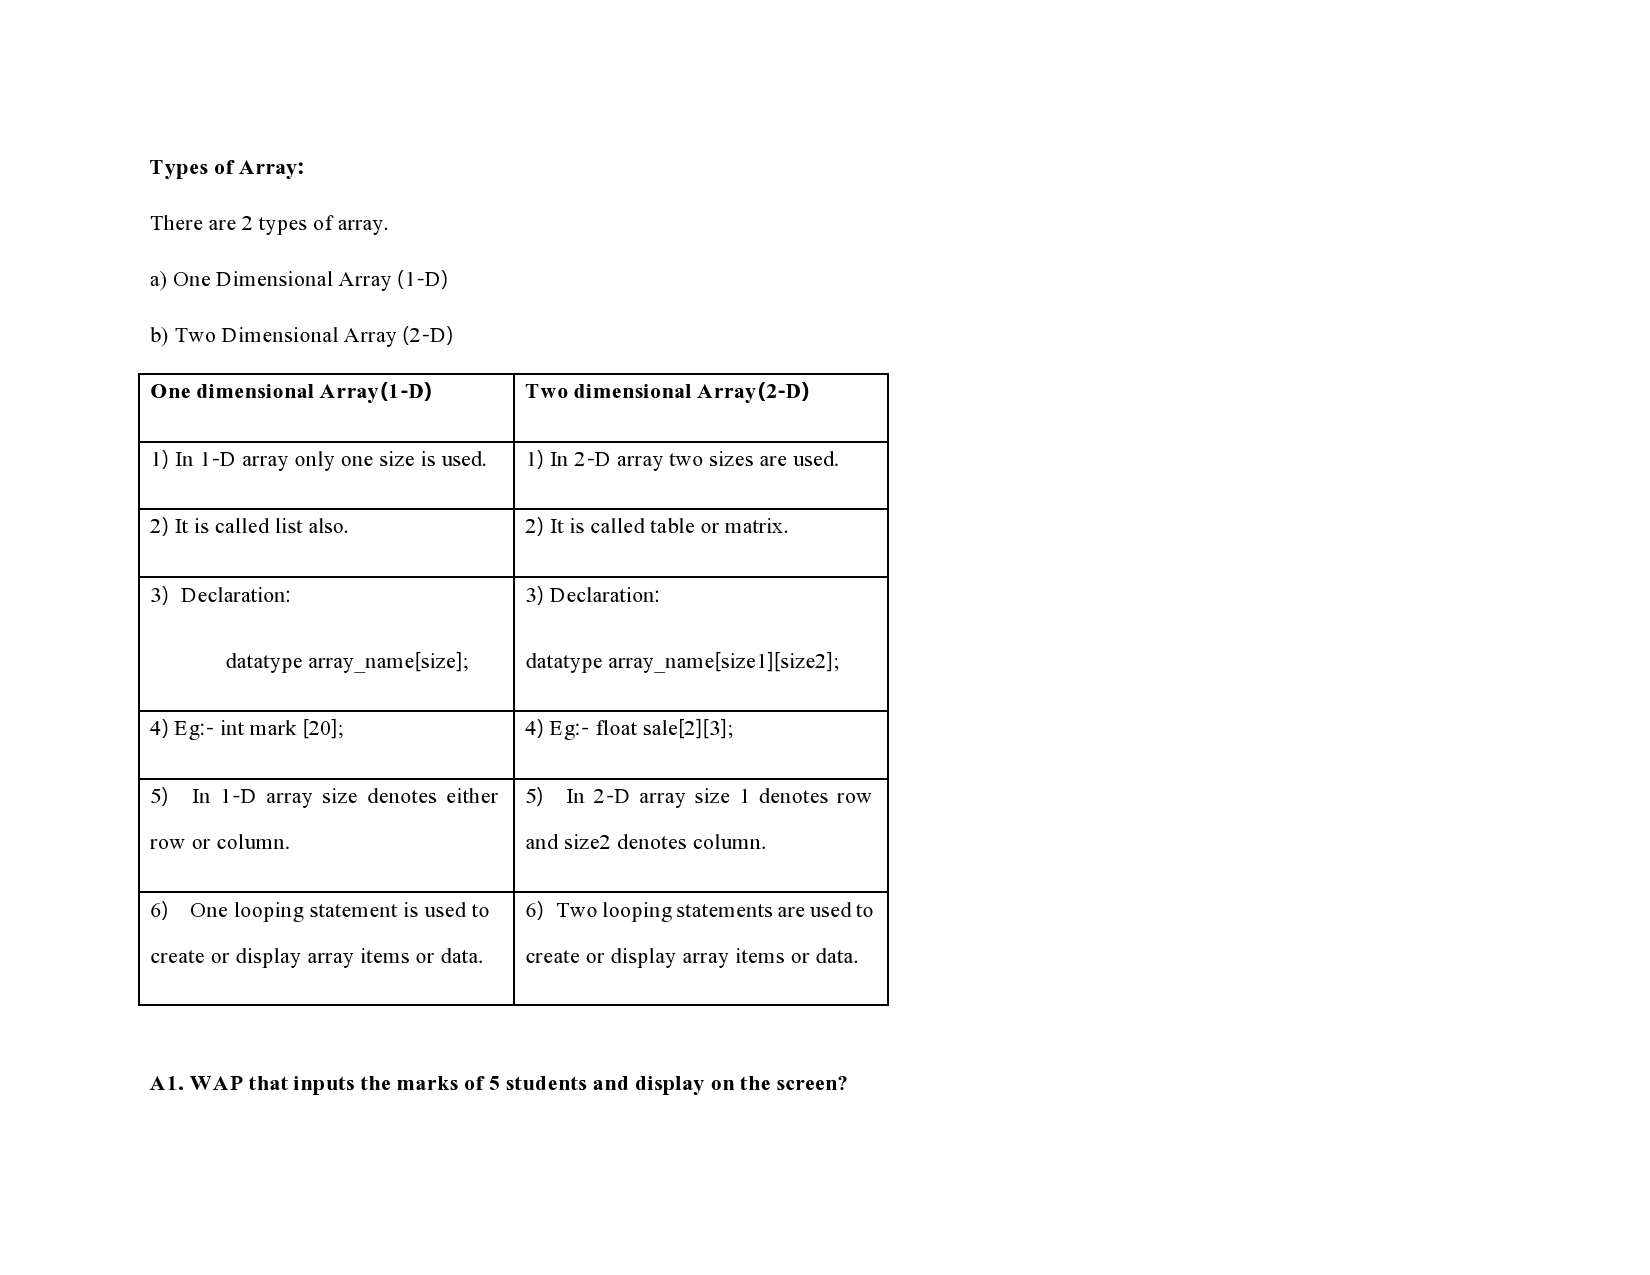 Types of Array:
There are 2 types of array.
a) One Dimensional Array (1-D)
b) Two Dimensional Array (2-D)
One dimensional Array(1-D)
Two dimensional Array(2-D)
1) In 1-D array only one size is used.
1) In 2-D array two sizes are used.
2) It is called list also.
2) It is called table or matrix.
3) Declaration:
datatype array_name[size];
3) Declaration:
datatype array_name[size1][size2];
4) Eg:- int mark [20];
4) Eg:- float sale[2][3];
5) In 1-D array size denotes either
row or column.
5) In 2-D array size 1 denotes row
and size2 denotes column.
6) One looping statement is used to
create or display array items or data.
6) Two looping statements are used to
create or display array items or data.
A1. WAP that inputs the marks of 5 students and display on the screen?